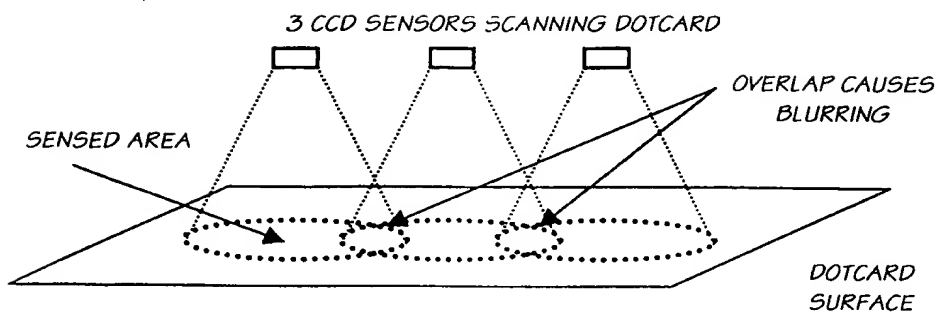 3 CCD SENSORS SCANNING DOTCARD
OVERLAP CAUSES
BLURRING
SENSED AREA
DOTCARD
SURFACE